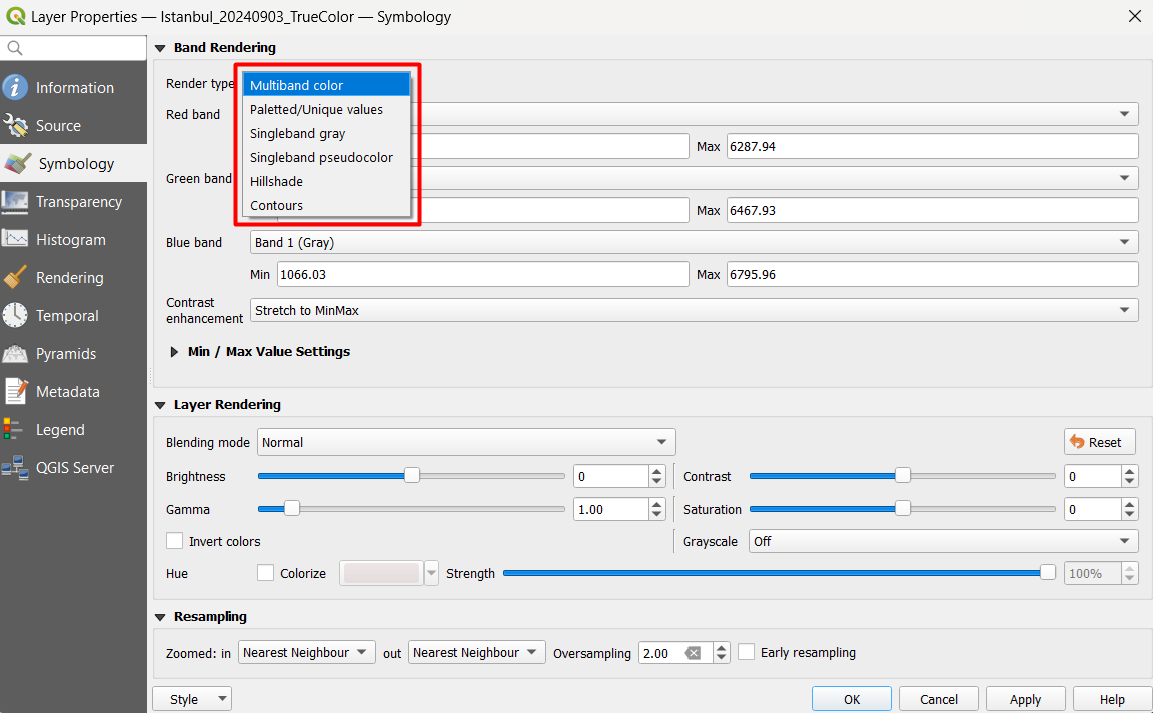 Layer Properties — Istanbul_20240903_TrueColor — Symbology
Information
Source
Symbology
Transparency
Histogram
Rendering
Temporal
Pyramids
Metadata
Legend
QGIS Server
Band Rendering
Render type
Multiband color
Paletted/Unique values
Singleband gray
Singleband pseudocolor
Hillshade
Contours
Red band
Max 6287.94
Green band
Max 6467.93
Blue band Band 1 (Gray)
Min 1066.03 Max 6795.96
Contrast
enhancement Stretch to MinMax
Min / Max Value Settings
Layer Rendering
Blending mode Normal Reset
Brightness 0 Contrast 0
Gamma 1.00 Saturation 0
Invert colors Grayscale Off
Hue Colorize Strength 100%
Resampling
Zoomed: in Nearest Neighbour out Nearest Neighbour Oversampling 2.00 Early resampling
Style OK Cancel Apply Help